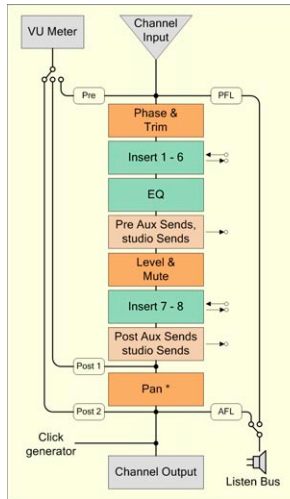 VU Meter
Channel
Input
Pre
PFL
Phase &
Trim
Insert 1 - 6
EQ
Pre Aux Sends,
studio Sends
Level &
Mute
Insert 7 - 8
Post Aux Sends
studio Sends
Post 1
Pan *
Post 2
AFL
Click
generator
Channel Output
Listen Bus